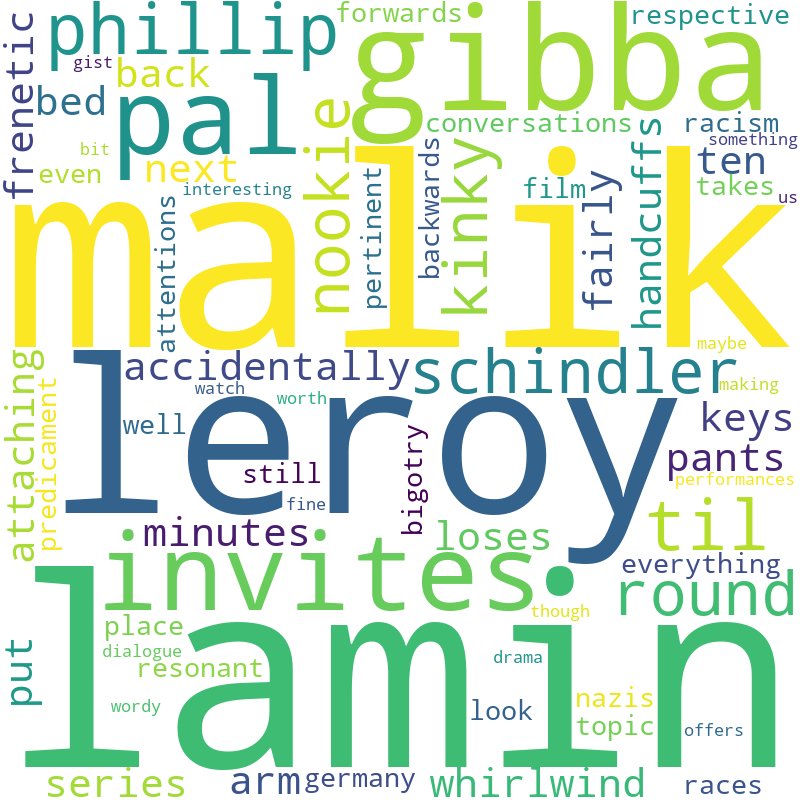 phillip
forwards
respective
gibba
frenetic
gist
back
bed
pal
conversations
racism
something
bit
even
next
nookie
interesting
attentions
pertinent
backwards
kinky
film
fairly
handcuffs
ten
takes
us
malik
maybe
attaching
accidentally
schindler
making
predicament
watch
worth
leroy
well
keys
still
pants
performances
fine
bigotry
minutes
loses
til
invites
everything
round
though
place
dialogue
resonant
put
lamin
drama
wordy
look
nazis
topic
offers
series
arm
germany
whirlwind
races